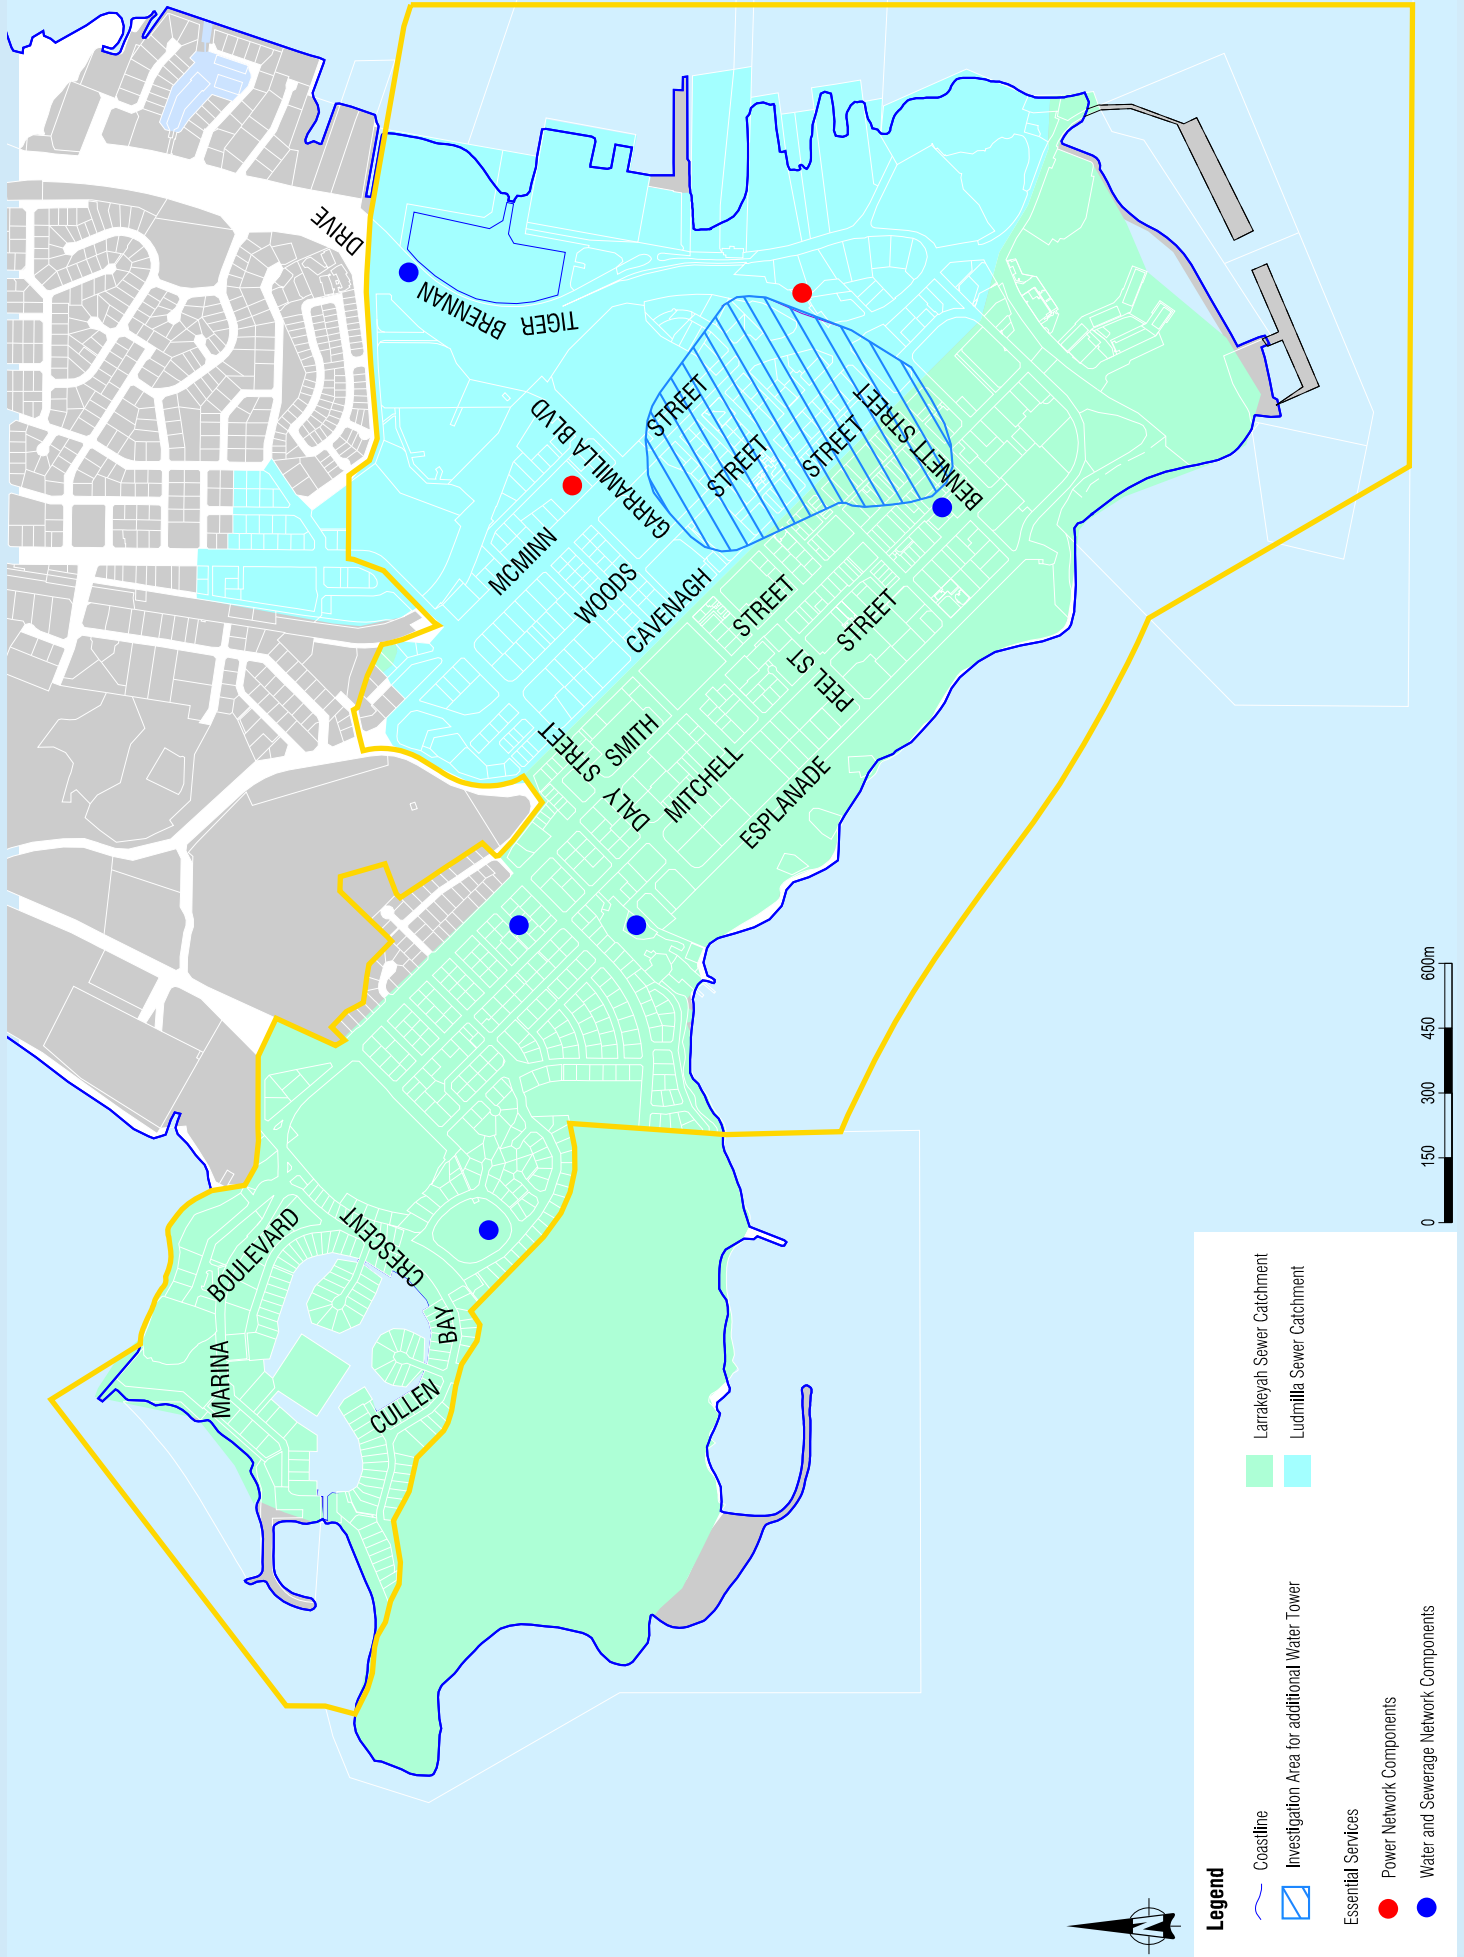 DRIVE
BRENNAN
TIGER
GARRAMILLA BLVD
MCMINN
STREET
WOODS
STREET
CAVENAGH
STREET
BENNETT STREET
SMITH
STREET
MITCHELL
STREET
PEEL ST
DALY
STREET
ESPLANADE
MARINA
BOULEVARD
CULLEN
BAY
CRESCENT
Legend
Coastline
Investigation Area for additional Water Tower
Essential Services
Power Network Components
Water and Sewerage Network Components
Larrakeyah Sewer Catchment
Ludmilla Sewer Catchment
0 150 300 450 600m
N